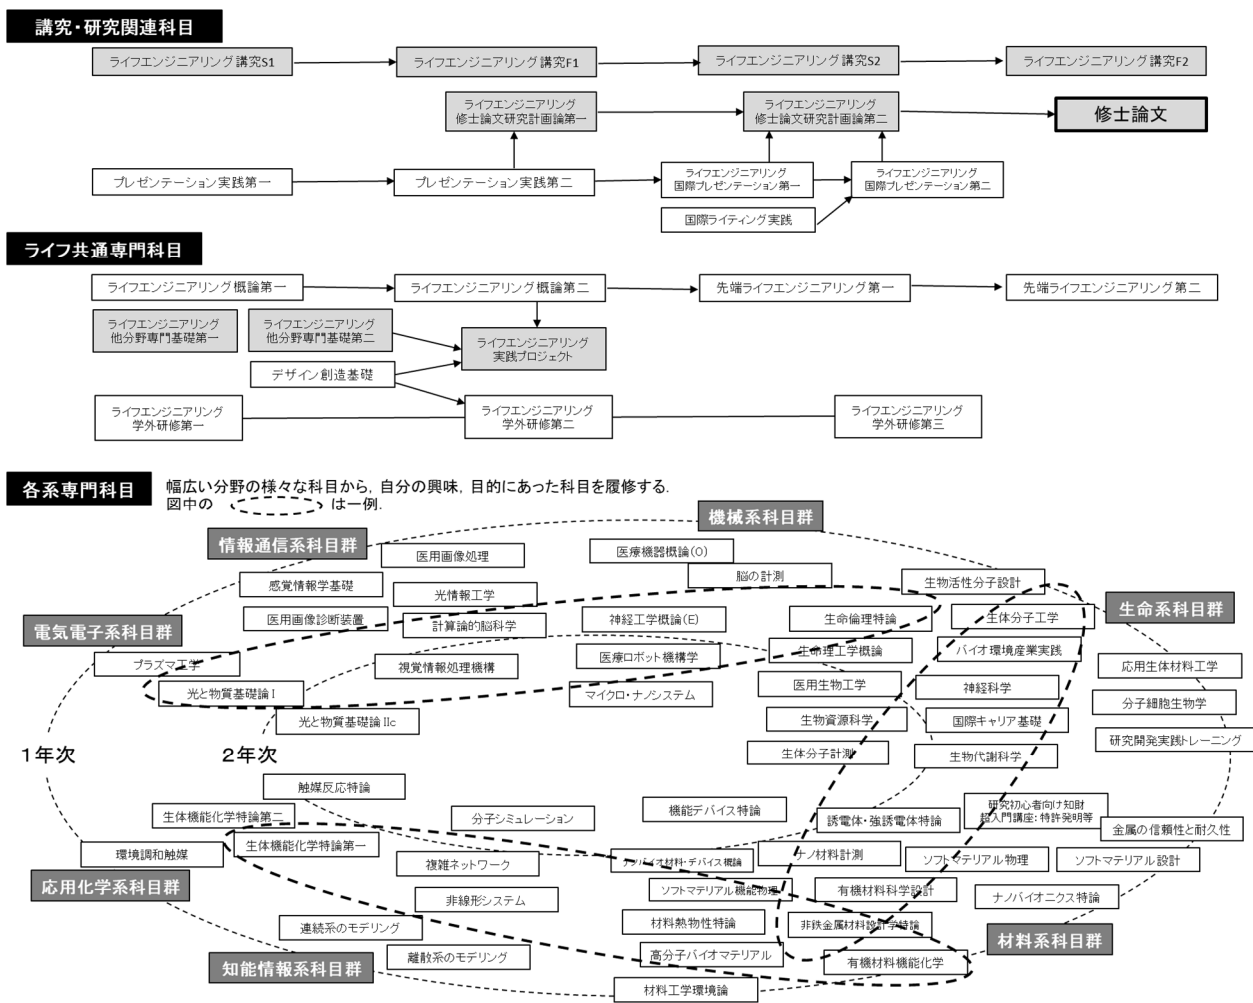 講究・研究関連科目
ライフエンジニアリング講究S1
ライフエンジニアリング講究F1
ライフエンジニアリング講究S2
ライフエンジニアリング講究F2
ライフエンジニアリング
修士論文研究計画論第一
ライフエンジニアリング
修士論文研究計画論第二
修士論文
プレゼンテーション実践第一
プレゼンテーション実践第二
ライフエンジニアリング
国際プレゼンテーション第一
ライフエンジニアリング
国際プレゼンテーション第二
国際ライティング実践
ライフ共通専門科目
ライフエンジニアリング概論第一
ライフエンジニアリング概論第二
先端ライフエンジニアリング第一
先端ライフエンジニアリング第二
ライフエンジニアリング
他分野専門基礎第一
ライフエンジニアリング
他分野専門基礎第二
ライフエンジニアリング
実践プロジェクト
デザイン創造基礎
ライフエンジニアリング
学外研修第一
ライフエンジニアリング
学外研修第二
ライフエンジニアリング
学外研修第三
各系専門科目
幅広い分野の様々な科目から，自分の興味，目的にあった科目を履修する．
図中の は一例．
機械系科目群
情報通信系科目群
医用画像処理
医療機器概論(O)
脳の計測
生物活性分子設計
感覚情報学基礎
光情報工学
生命系科目群
電気電子系科目群
医用画像診断装置
計算論的脳科学
神経工学概論(E)
生命倫理特論
生体分子工学
プラズマ工学
視覚情報処理機構
医療ロボット機構学
生命理工学概論
バイオ環境産業実践
応用生体材料工学
光と物質基礎論Ⅰ
マイクロ・ナノシステム
医用生物工学
神経科学
分子細胞生物学
光と物質基礎論Ⅱc
生物資源科学
国際キャリア基礎
研究開発実践トレーニング
1年次
2年次
生体分子計測
生物代謝科学
触媒反応特論
生体機能化学特論第二
分子シミュレーション
機能デバイス特論
誘電体・強誘電体特論
研究初心者向け知財
超入門講座：特許発明等
金属の信頼性と耐久性
環境調和触媒
生体機能化学特論第一
複雑ネットワーク
ナノバイオ材料・デバイス概論
ナノ材料計測
ソフトマテリアル物理
ソフトマテリアル設計
応用化学系科目群
非線形システム
ソフトマテリアル機能物理
有機材料科学設計
ナノバイオニクス特論
連続系のモデリング
材料熱物性特論
非鉄金属材料設計学特論
材料系科目群
知能情報系科目群
離散系のモデリング
高分子バイオマテリアル
有機材料機能化学
材料工学環境論